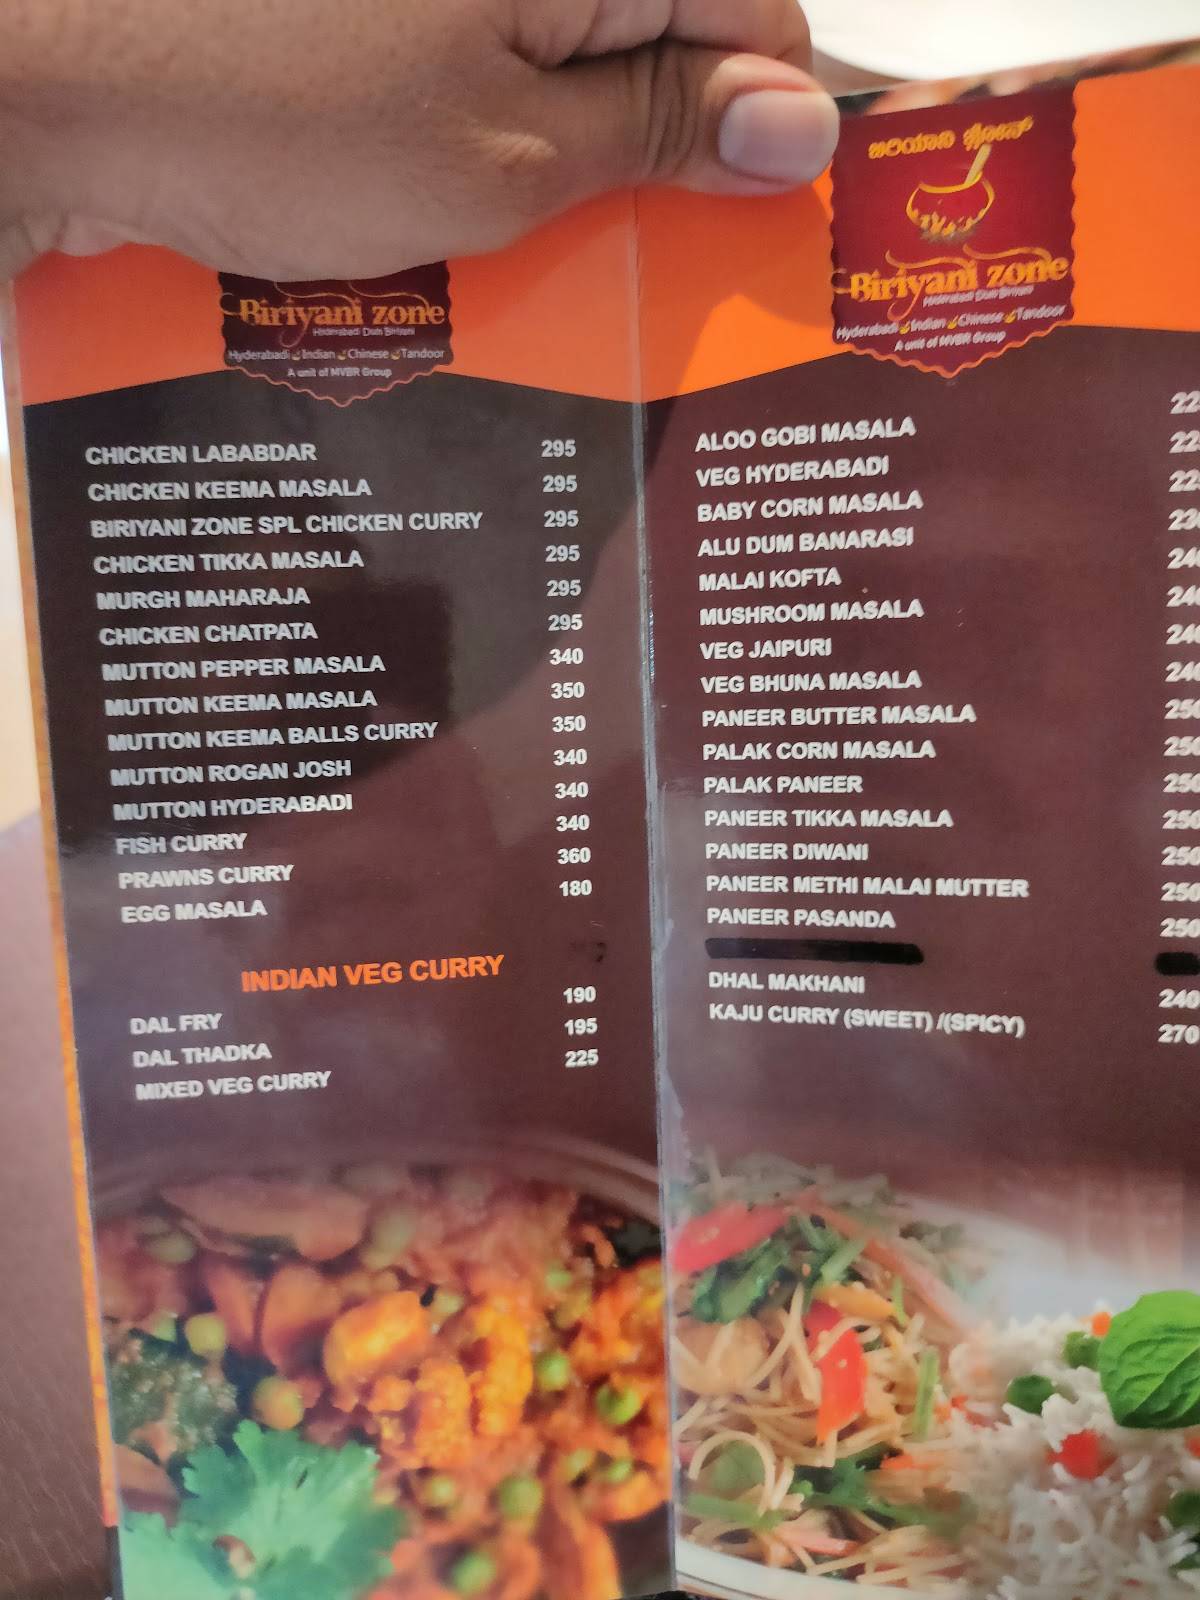 Biriyani zone
Hyderabadi Dum Biriyani
Hyderabadi Indian Chinese Tandoor
A unit of MVBR Group
CHICKEN LABABDAR 295
CHICKEN KEEMA MASALA 295
BIRIYANI ZONE SPL CHICKEN CURRY 295
CHICKEN TIKKA MASALA 295
MURGH MAHARAJA 295
CHICKEN CHATPATA 295
MUTTON PEPPER MASALA 340
MUTTON KEEMA MASALA 350
MUTTON KEEMA BALLS CURRY 350
MUTTON ROGAN JOSH 340
MUTTON HYDERABADI 340
FISH CURRY 340
PRAWNS CURRY 360
EGG MASALA 180
INDIAN VEG CURRY
DAL FRY 190
DAL THADKA 195
MIXED VEG CURRY 225
ಬಿರಿಯಾನಿ ಝೋನ್
Biriyani zone
Hyderabadi Dum Biriyani
Hyderabadi Indian Chinese Tandoor
A unit of MVBR Group
ALOO GOBI MASALA
VEG HYDERABADI
BABY CORN MASALA
ALU DUM BANARASI
MALAI KOFTA
MUSHROOM MASALA
VEG JAIPURI
VEG BHUNA MASALA
PANEER BUTTER MASALA
PALAK CORN MASALA
PALAK PANEER
PANEER TIKKA MASALA
PANEER DIWANI
PANEER METHI MALAI MUTTER
PANEER PASANDA 250
DHAL MAKHANI 240
KAJU CURRY (SWEET) /(SPICY) 270